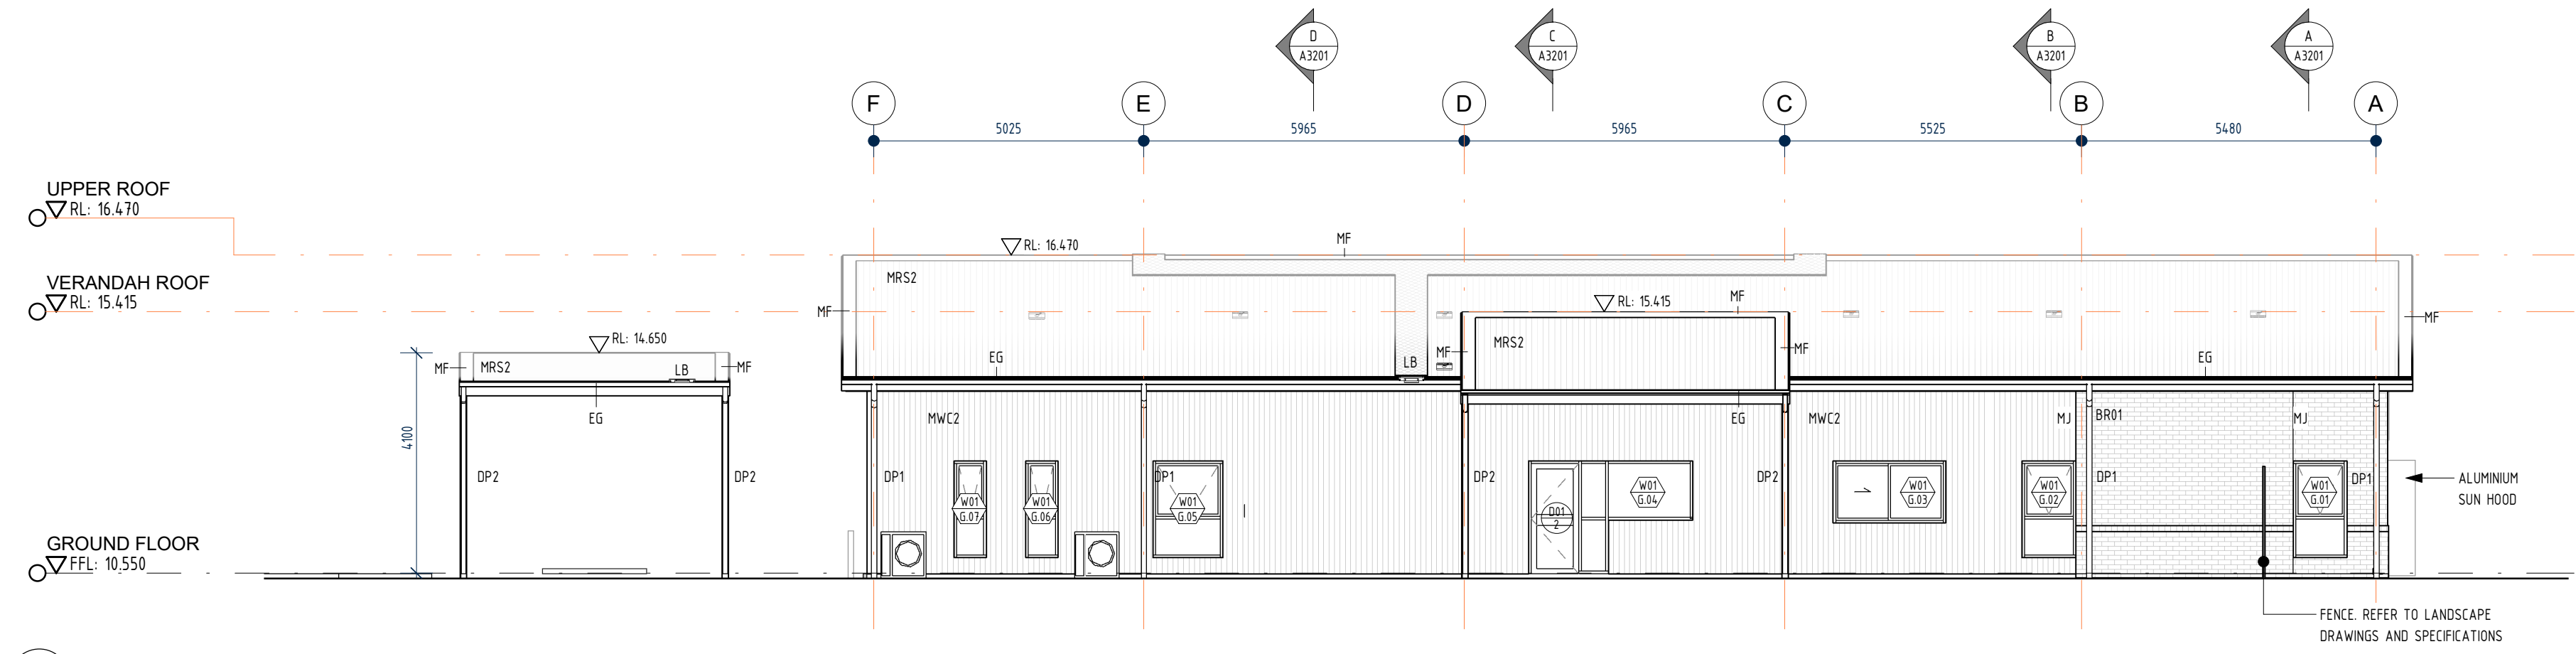 D
A3201
C
A3201
B
A3201
A
A3201
F
E
D
C
B
A
5025
5965
5965
5525
5480
UPPER ROOF
RL: 16.470
VERANDAH ROOF
RL: 15.415
GROUND FLOOR
FFL: 10.550
RL: 14.650
MF
MRS2
LB
MF
EG
4100
DP2
DP2
RL: 16.470
MF
MRS2
MF
EG
LB
MF
RL: 15.415
MF
MRS2
MF
EG
MF
MWC2
EG
MWC2
MJ
BR01
MJ
DP1
DP1
DP2
DP2
DP1
DP1
W01
G.07
W01
G.06
W01
G.05
D01
2
W01
G.04
W01
G.03
W01
G.02
W01
G.01
ALUMINIUM
SUN HOOD
FENCE. REFER TO LANDSCAPE
DRAWINGS AND SPECIFICATIONS